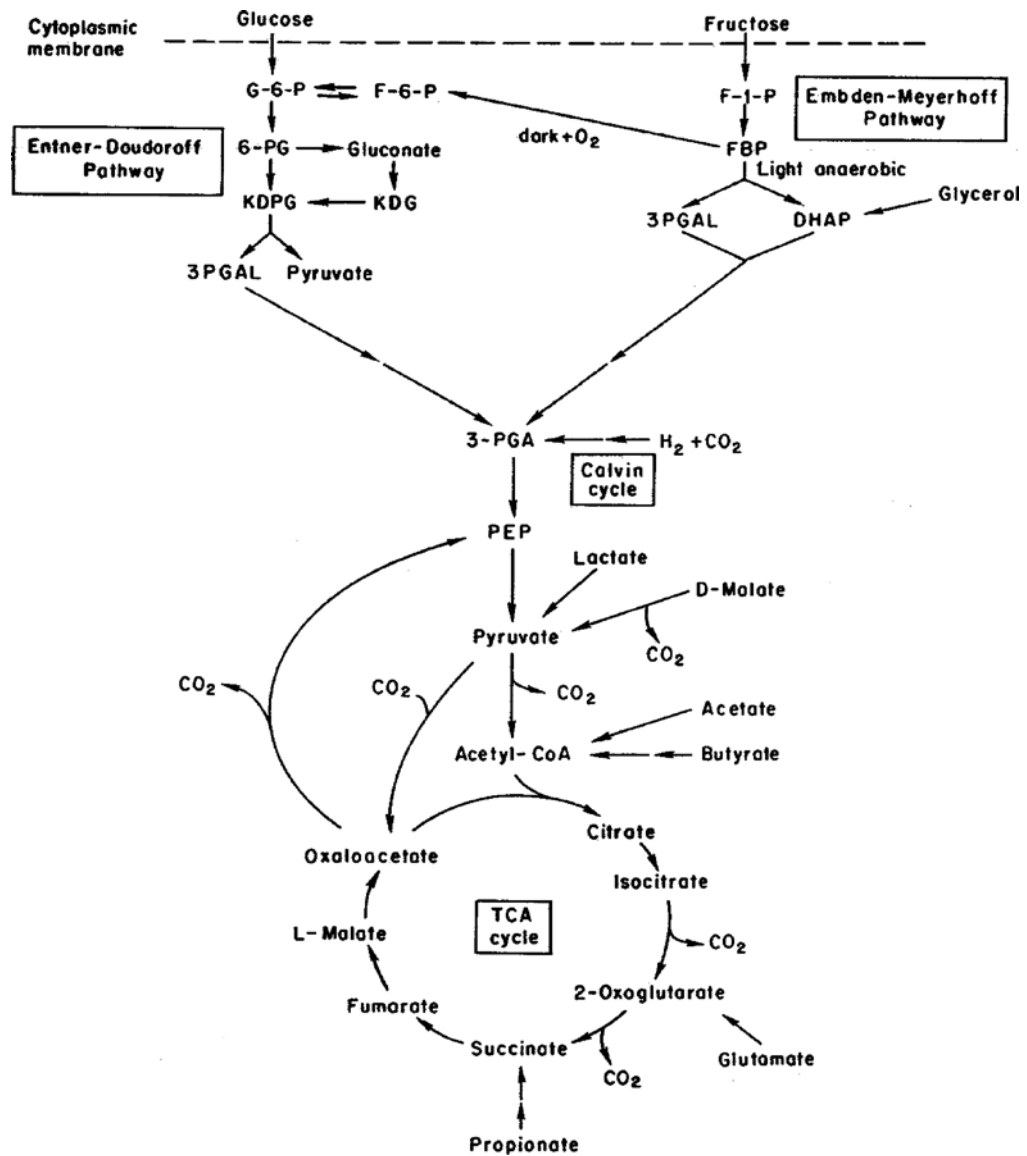 Glucose
Fructose
Cytoplasmic
membrane
G-6-P
F-6-P
F-1-P
Embden-Meyerhoff
Pathway
dark+O₂
Entner-Doudoroff
Pathway
6-PG
Gluconate
FBP
Light anaerobic
KDPG
KDG
3PGAL
DHAP
Glycerol
3PGAL
Pyruvate
3-PGA
H₂ +CO₂
Calvin
cycle
PEP
Lactate
D-Malate
Pyruvate
CO₂
CO₂
CO₂
CO₂
Acetate
Acetyl-CoA
Butyrate
Citrate
Oxaloacetate
Isocitrate
TCA
cycle
L-Malate
CO₂
2-Oxoglutarate
Fumarate
Succinate
CO₂
Glutamate
Propionate